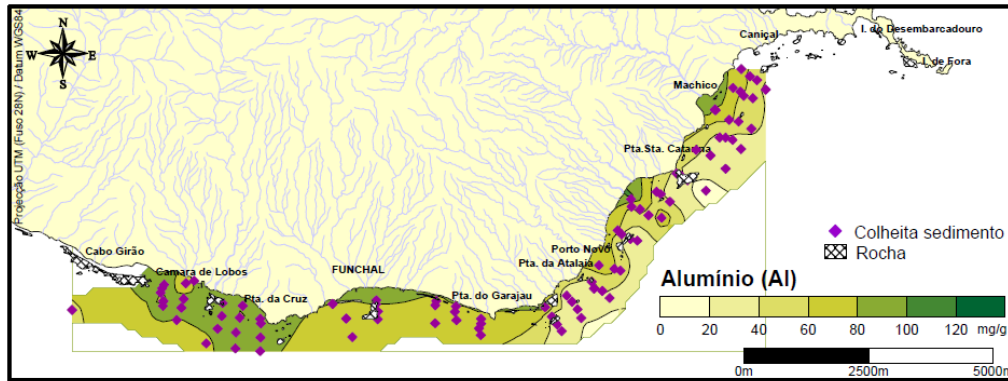 Projecção UTM (Fuso 28N) / Datum WGS84
N
W E
S
Caniçal
I. do Desembarcadouro
I. de Fora
Machico
Pta.Sta. Catarina
Cabo Girão
Camara de Lobos
Pta. da Cruz
FUNCHAL
Pta. do Garajau
Porto Novo
Pta. da Atalaia
Colheita sedimento
Rocha
Alumínio (Al)
0 20 40 60 80 100 120 mg/g
0m 2500m 5000m